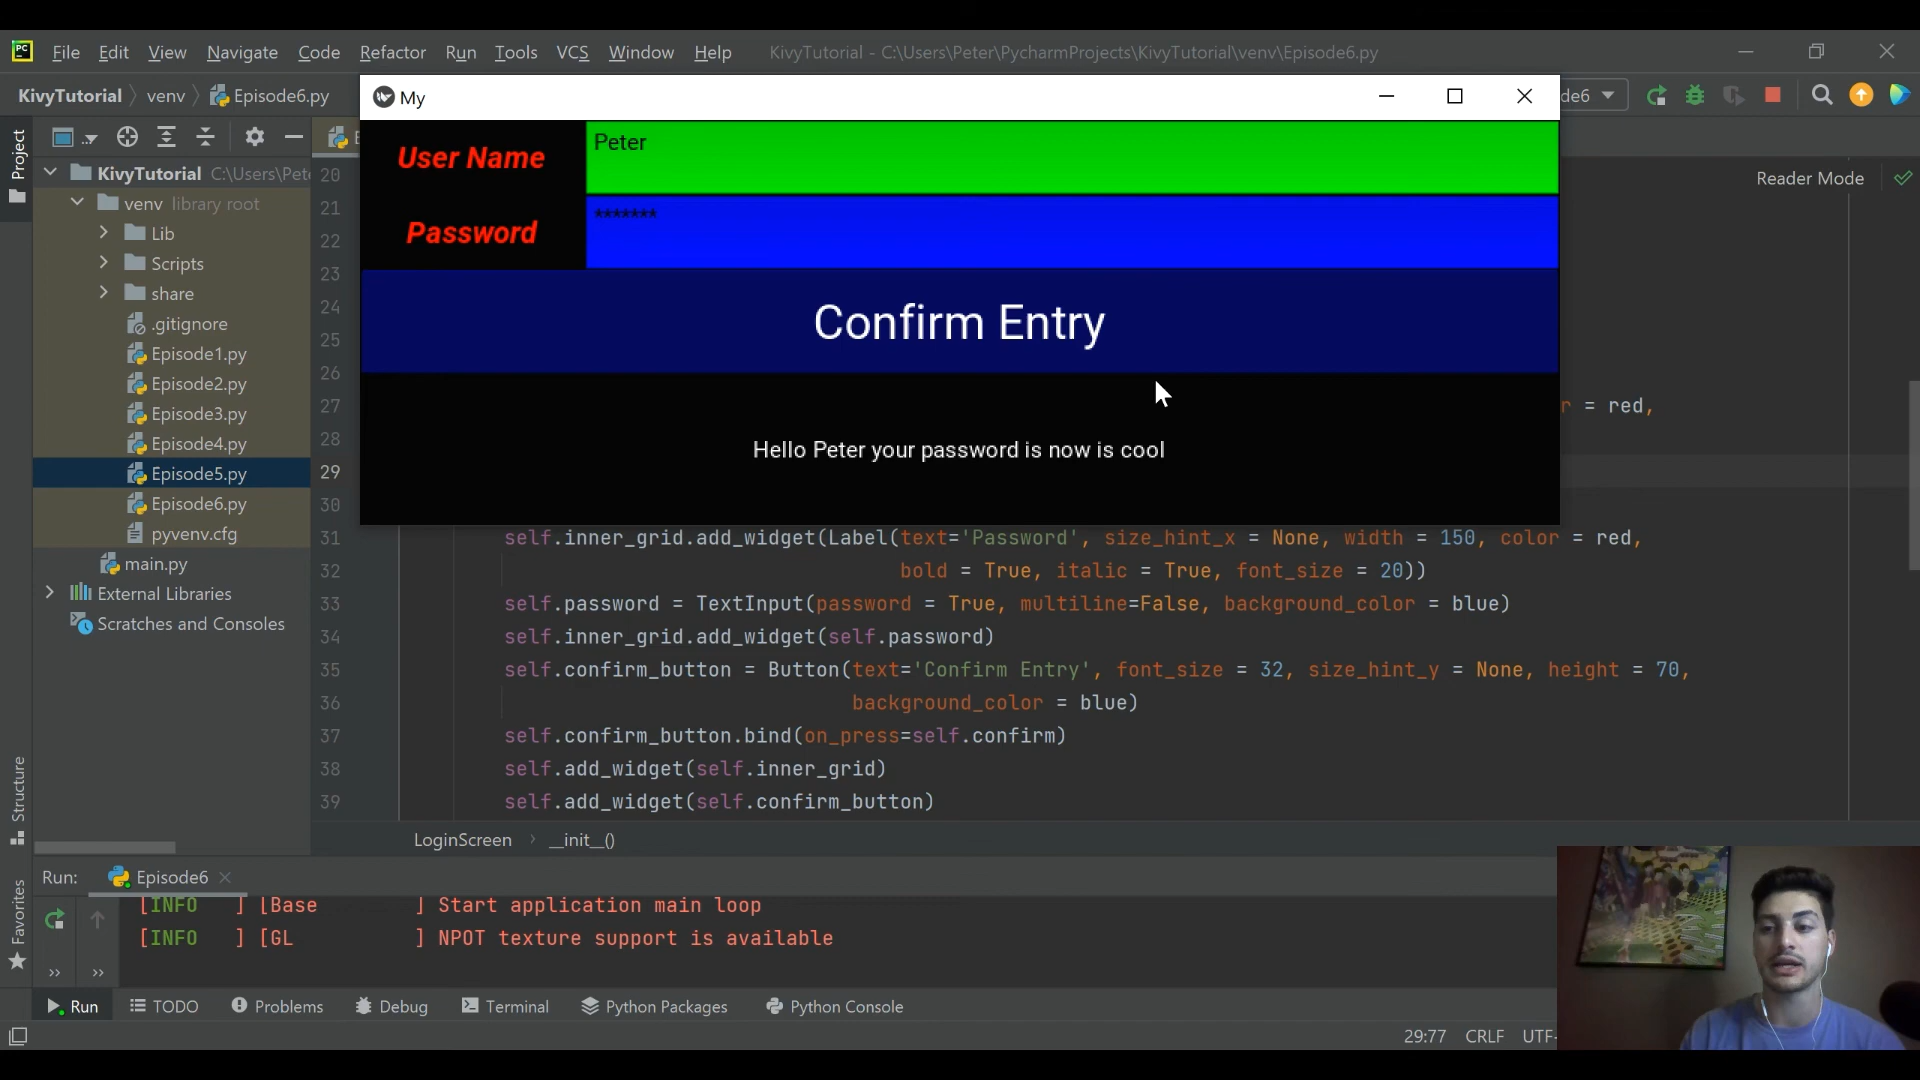 PC File Edit View Navigate Code Refactor Run Tools VCS Window Help KivyTutorial - C:\Users\Peter\PycharmProjects\KivyTutorial\venv\Episode6.py
KivyTutorial venv Episode6.py
My
de6
Project
KivyTutorial C:\Users\Pet
venv library root
Lib
Scripts
share
.gitignore
Episode1.py
Episode2.py
Episode3.py
Episode4.py
Episode5.py
Episode6.py
pyvenv.cfg
main.py
External Libraries
Scratches and Consoles
Structure
Favorites
User Name
Peter
Password
*******
Confirm Entry
Hello Peter your password is now is cool
Reader Mode
20
21
22
23
24
25
26
27 = red,
28
29
30
31 self.inner_grid.add_widget(Label(text='Password', size_hint_x = None, width = 150, color = red,
32 bold = True, italic = True, font_size = 20))
33 self.password = TextInput(password = True, multiline=False, background_color = blue)
34 self.inner_grid.add_widget(self.password)
35 self.confirm_button = Button(text='Confirm Entry', font_size = 32, size_hint_y = None, height = 70,
36 background_color = blue)
37 self.confirm_button.bind(on_press=self.confirm)
38 self.add_widget(self.inner_grid)
39 self.add_widget(self.confirm_button)
LoginScreen __init__()
Run: Episode6
[INFO ] [Base ] Start application main loop
[INFO ] [GL ] NPOT texture support is available
Run TODO Problems Debug Terminal Python Packages Python Console
29:77 CRLF UTF-